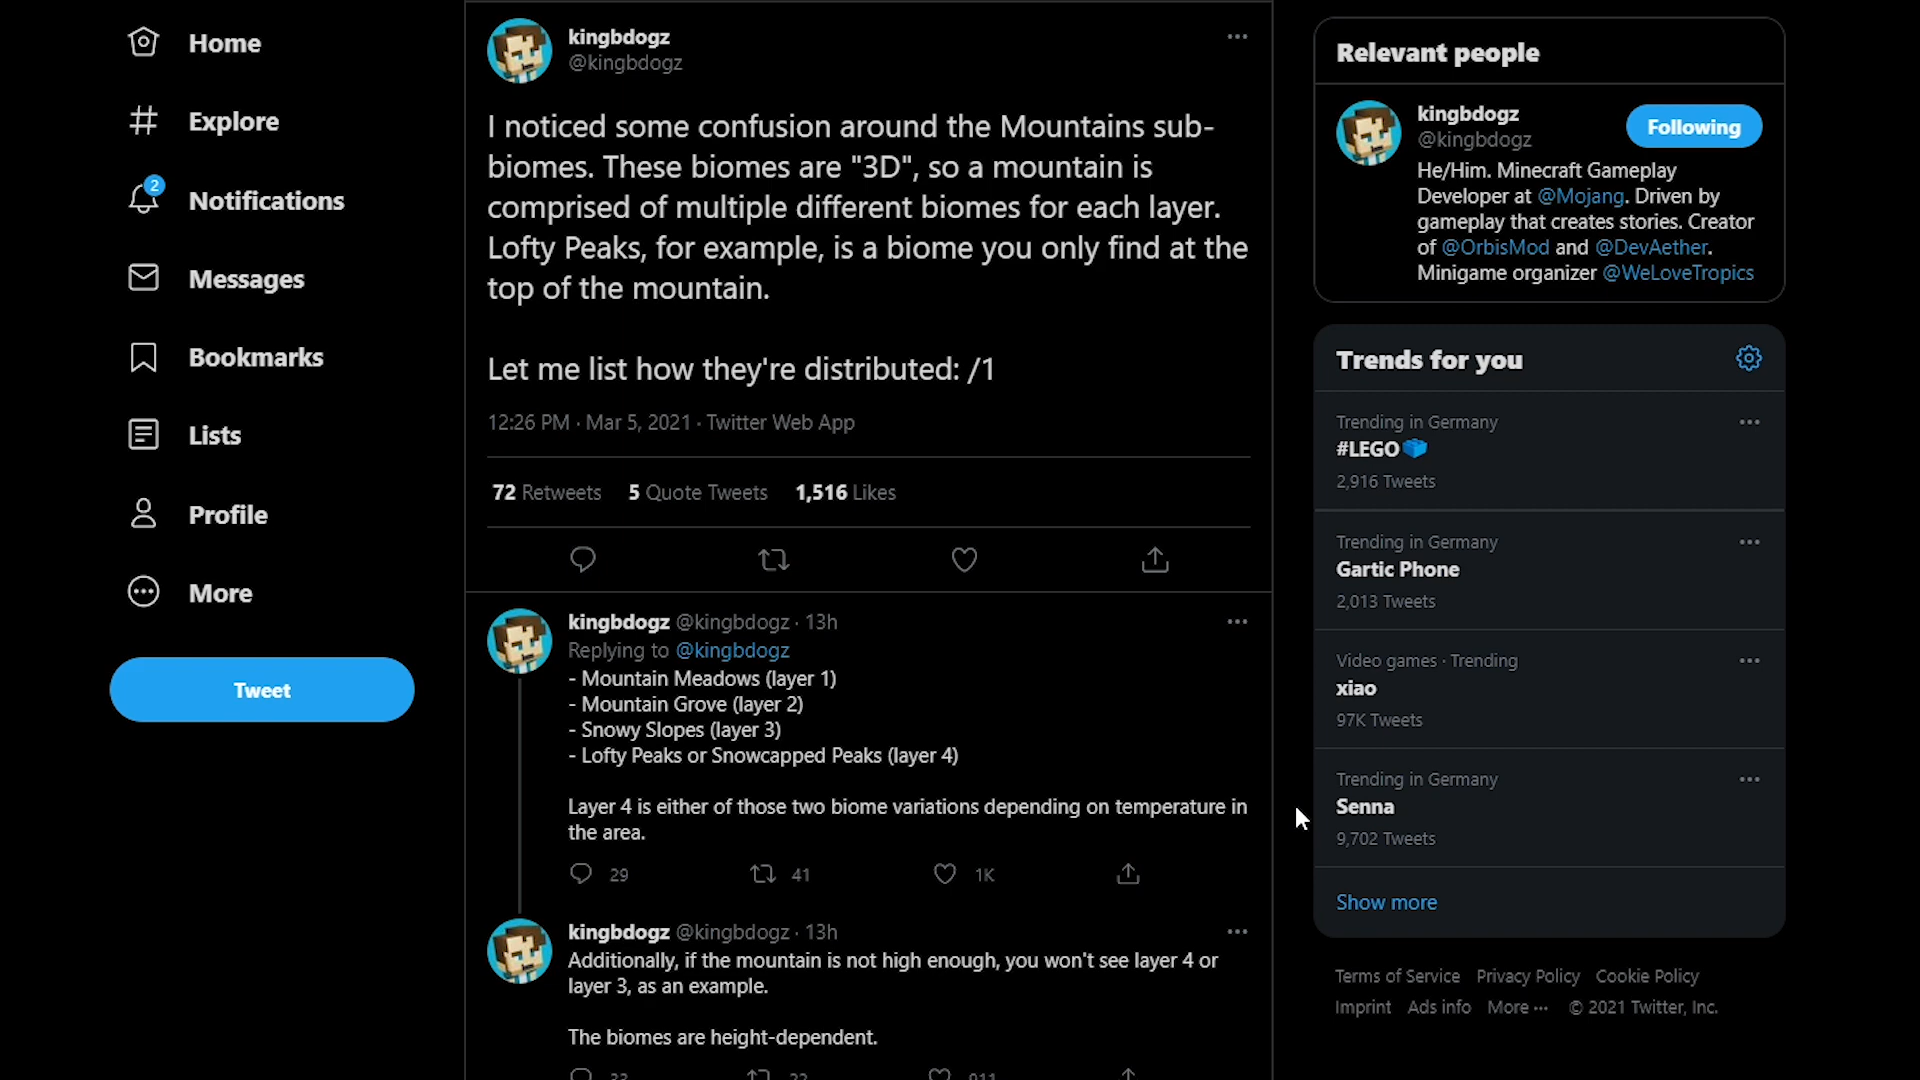 Home
Explore
2
Notifications
Messages
Bookmarks
Lists
Profile
More
Tweet
kingbdogz
@kingbdogz
I noticed some confusion around the Mountains sub-
biomes. These biomes are "3D", so a mountain is
comprised of multiple different biomes for each layer.
Lofty Peaks, for example, is a biome you only find at the
top of the mountain.
Let me list how they're distributed: /1
12:26 PM · Mar 5, 2021 · Twitter Web App
72 Retweets 5 Quote Tweets 1,516 Likes
kingbdogz @kingbdogz · 13h
Replying to @kingbdogz
- Mountain Meadows (layer 1)
- Mountain Grove (layer 2)
- Snowy Slopes (layer 3)
- Lofty Peaks or Snowcapped Peaks (layer 4)
Layer 4 is either of those two biome variations depending on temperature in
the area.
29 41 1K
kingbdogz @kingbdogz · 13h
Additionally, if the mountain is not high enough, you won't see layer 4 or
layer 3, as an example.
The biomes are height-dependent.
Relevant people
kingbdogz
@kingbdogz
Following
He/Him. Minecraft Gameplay
Developer at @Mojang. Driven by
gameplay that creates stories. Creator
of @OrbisMod and @DevAether.
Minigame organizer @WeLoveTropics
Trends for you
Trending in Germany
#LEGO
2,916 Tweets
Trending in Germany
Gartic Phone
2,013 Tweets
Video games · Trending
xiao
97K Tweets
Trending in Germany
Senna
9,702 Tweets
Show more
Terms of Service Privacy Policy Cookie Policy
Imprint Ads info More ··· © 2021 Twitter, Inc.